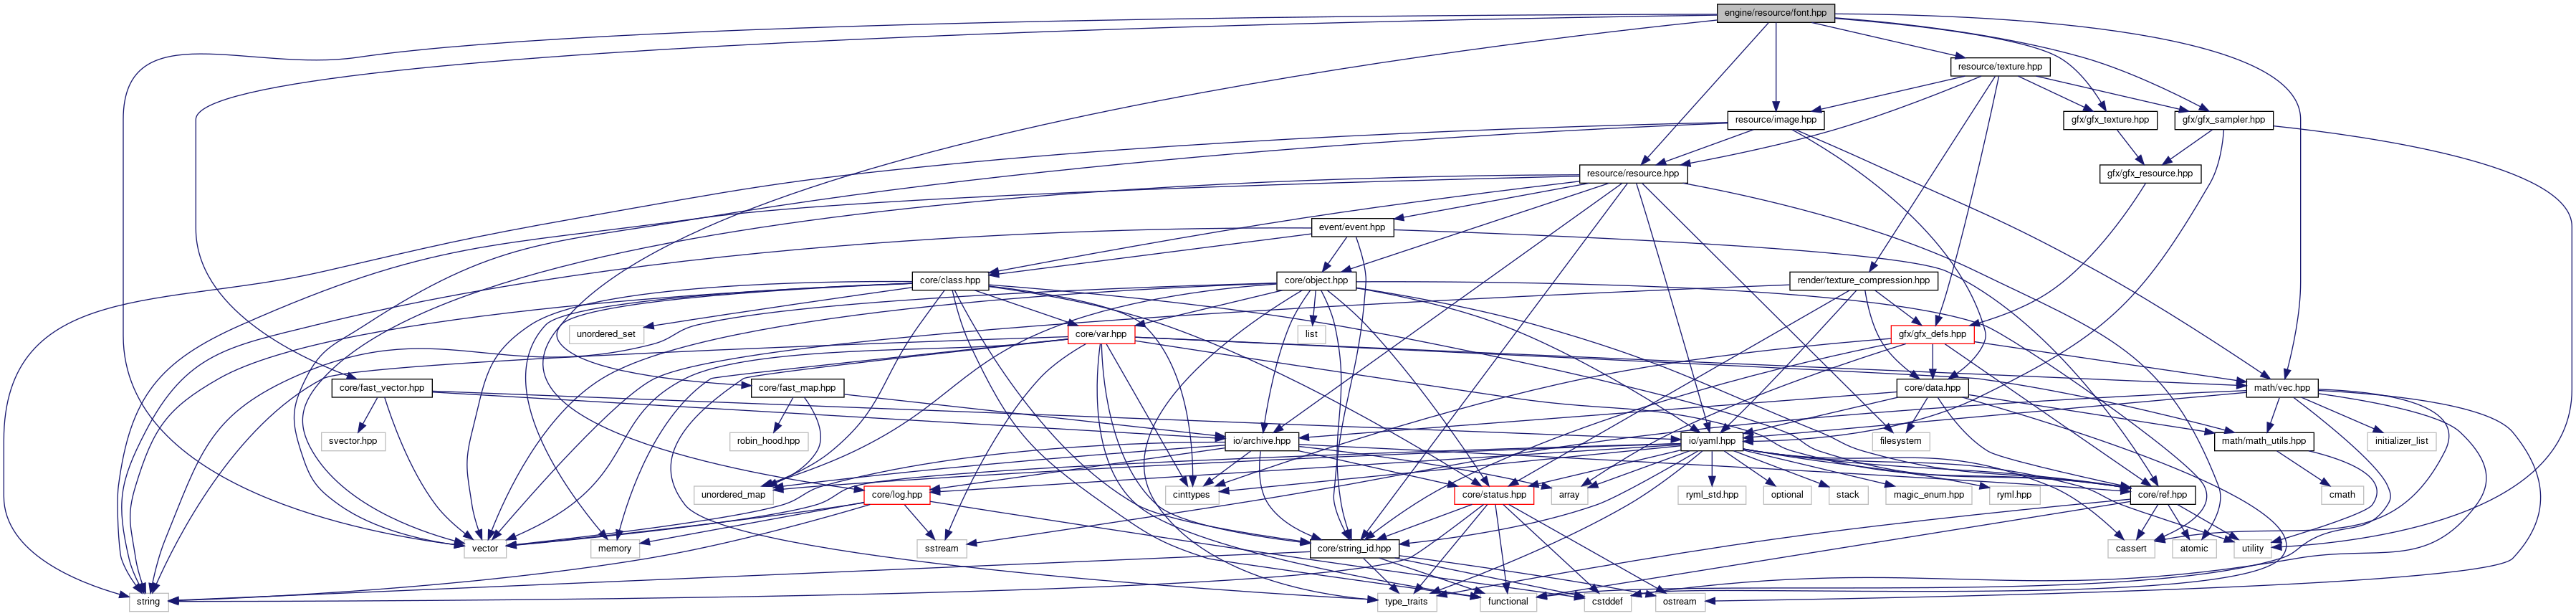 engine/resource/font.hpp
resource/texture.hpp
resource/image.hpp
gfx/gfx_texture.hpp
gfx/gfx_sampler.hpp
resource/resource.hpp
gfx/gfx_resource.hpp
event/event.hpp
core/class.hpp
core/object.hpp
render/texture_compression.hpp
unordered_set
core/var.hpp
list
gfx/gfx_defs.hpp
core/fast_vector.hpp
core/fast_map.hpp
core/data.hpp
math/vec.hpp
svector.hpp
robin_hood.hpp
io/archive.hpp
io/yaml.hpp
filesystem
math/math_utils.hpp
initializer_list
unordered_map
core/log.hpp
cinttypes
array
core/status.hpp
ryml_std.hpp
optional
stack
magic_enum.hpp
ryml.hpp
core/ref.hpp
cmath
vector
memory
sstream
core/string_id.hpp
cassert
atomic
utility
string
type_traits
functional
cstddef
ostream